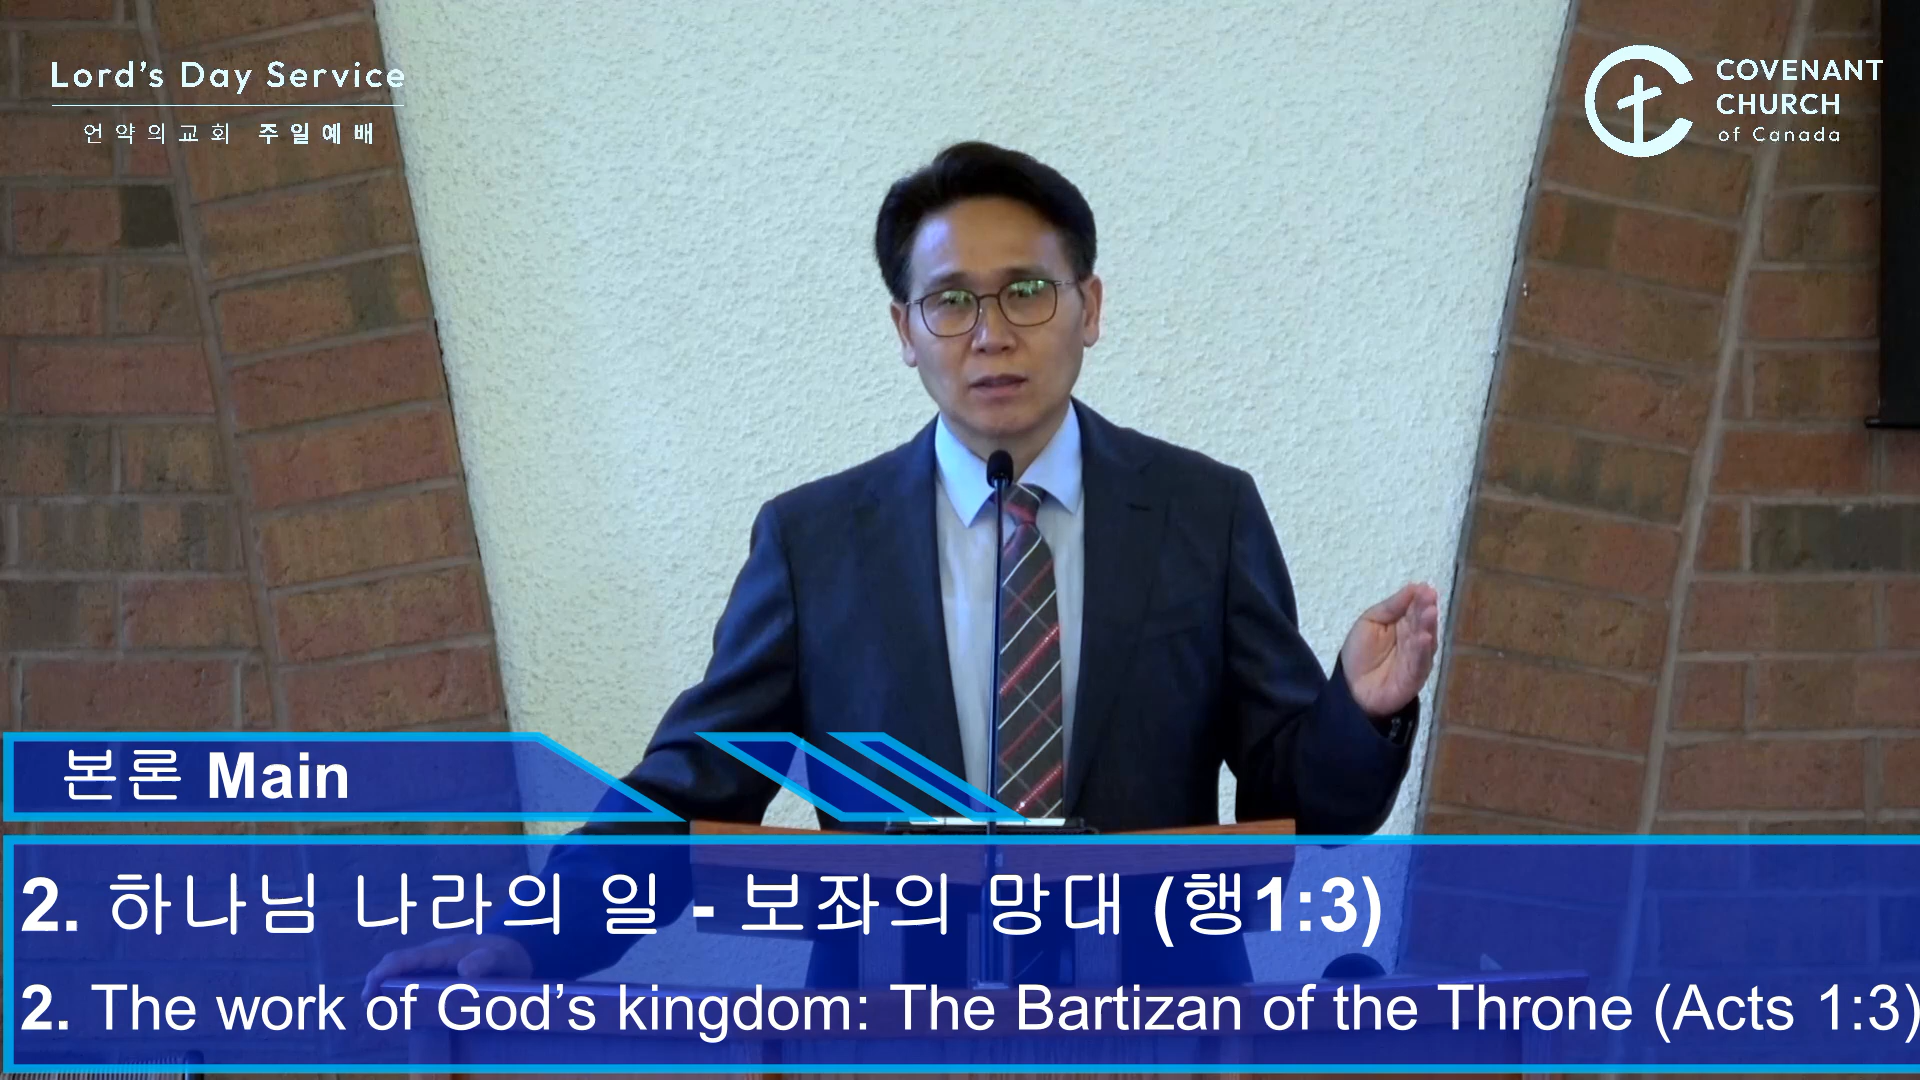 Lord's Day Service
언약의교회 주일예배
COVENANT
CHURCH
of Canada
본론 Main
2. 하나님 나라의 일 - 보좌의 망대 (행1:3)
2. The work of God’s kingdom: The Bartizan of the Throne (Acts 1:3)